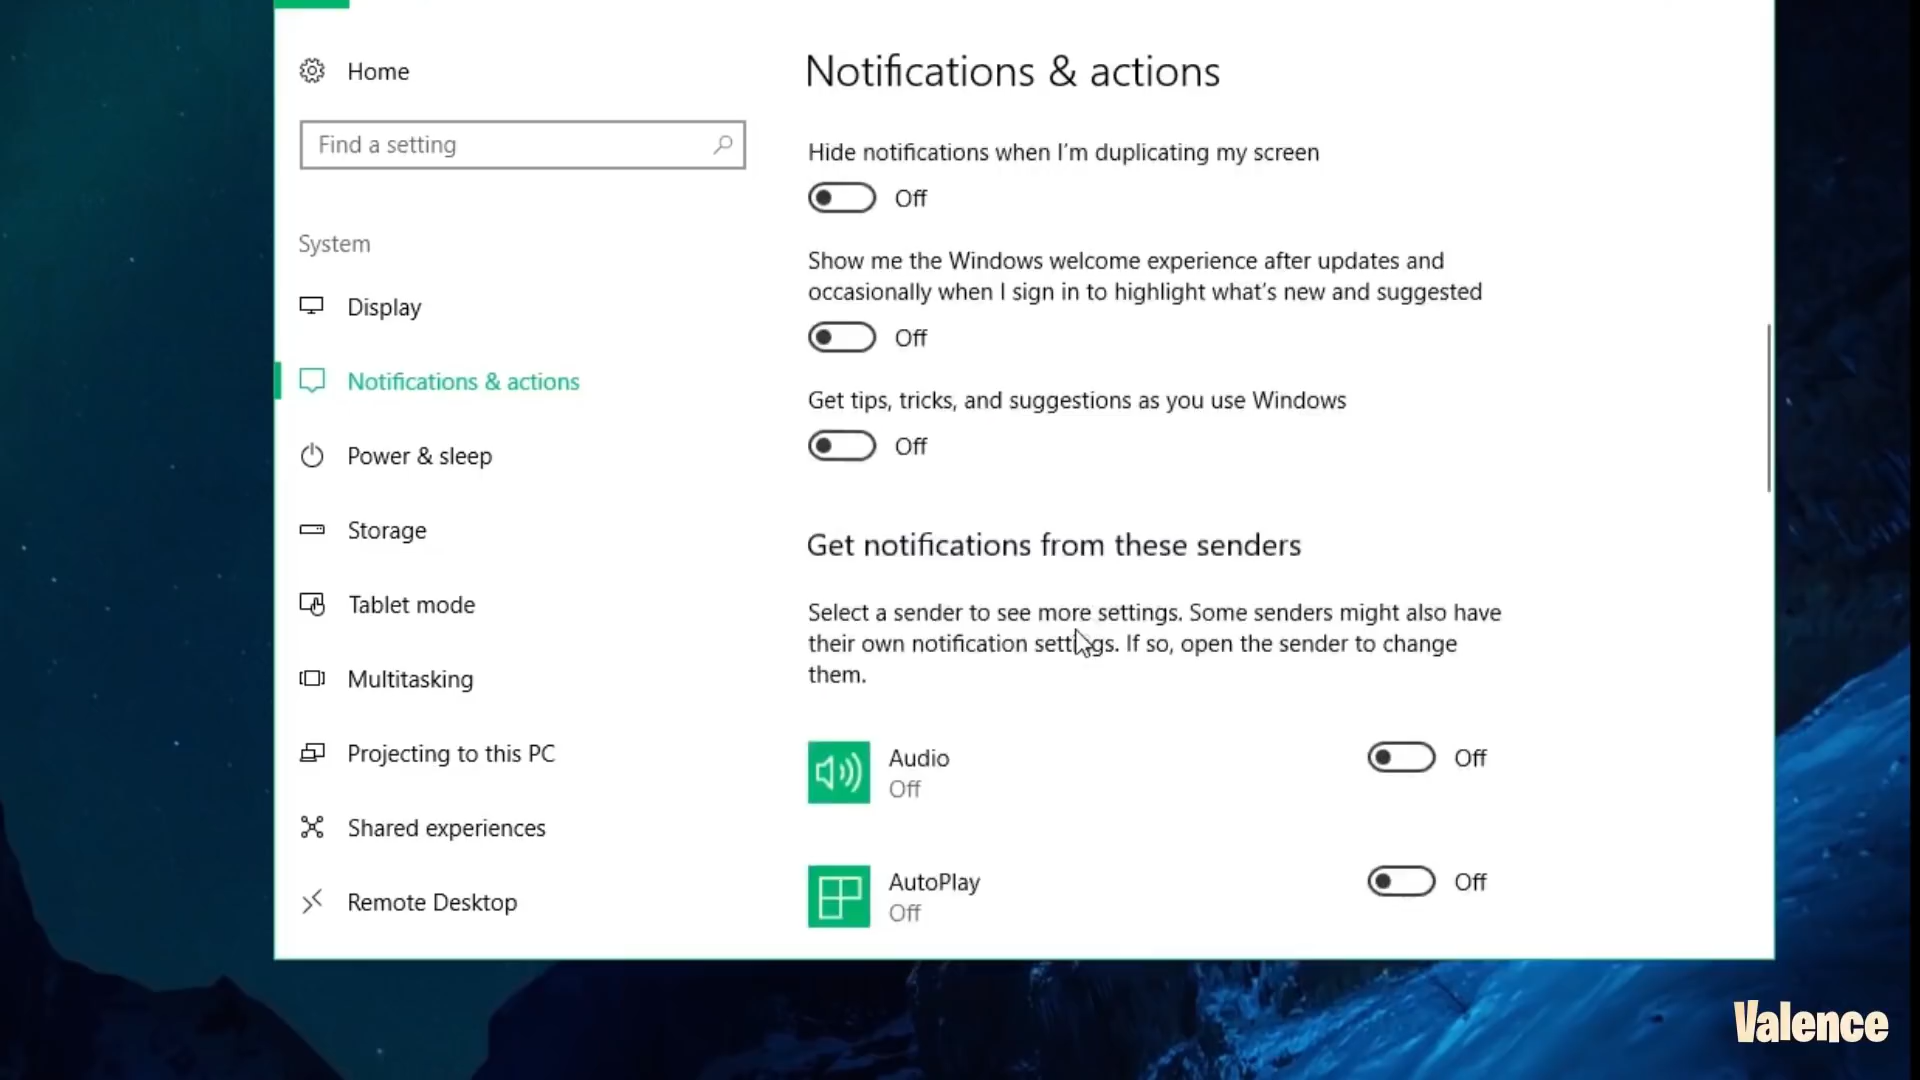 Home
Find a setting
System
Display
Notifications & actions
Power & sleep
Storage
Tablet mode
Multitasking
Projecting to this PC
Shared experiences
Remote Desktop
Notifications & actions
Hide notifications when I'm duplicating my screen
Off
Show me the Windows welcome experience after updates and
occasionally when I sign in to highlight what's new and suggested
Off
Get tips, tricks, and suggestions as you use Windows
Off
Get notifications from these senders
Select a sender to see more settings. Some senders might also have
their own notification settings. If so, open the sender to change
them.
Audio
Off
Off
AutoPlay
Off
Off
Valence